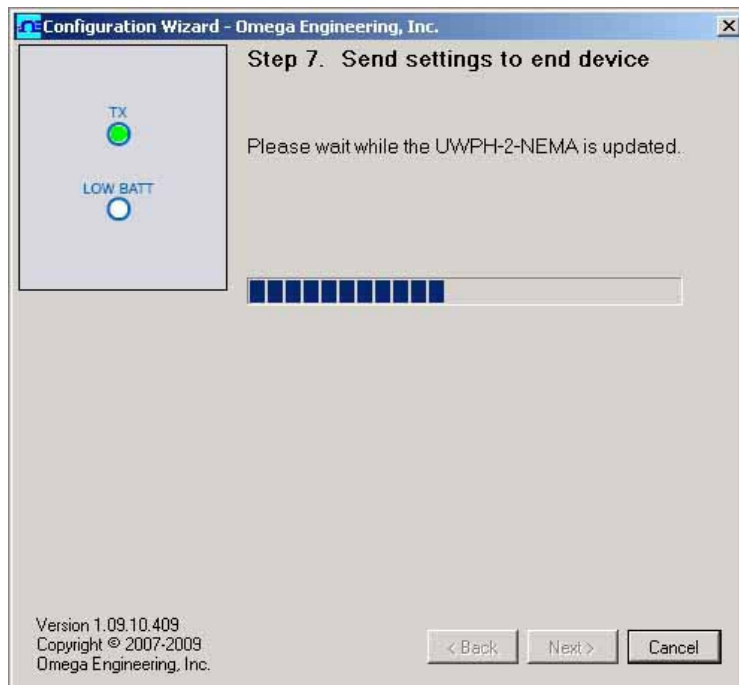 Configuration Wizard - Omega Engineering, Inc.
Step 7. Send settings to end device
TX
LOW BATT
Please wait while the UWPH-2-NEMA is updated.
Version 1.09.10.409
Copyright © 2007-2009
Omega Engineering, Inc.
< Back
Next >
Cancel